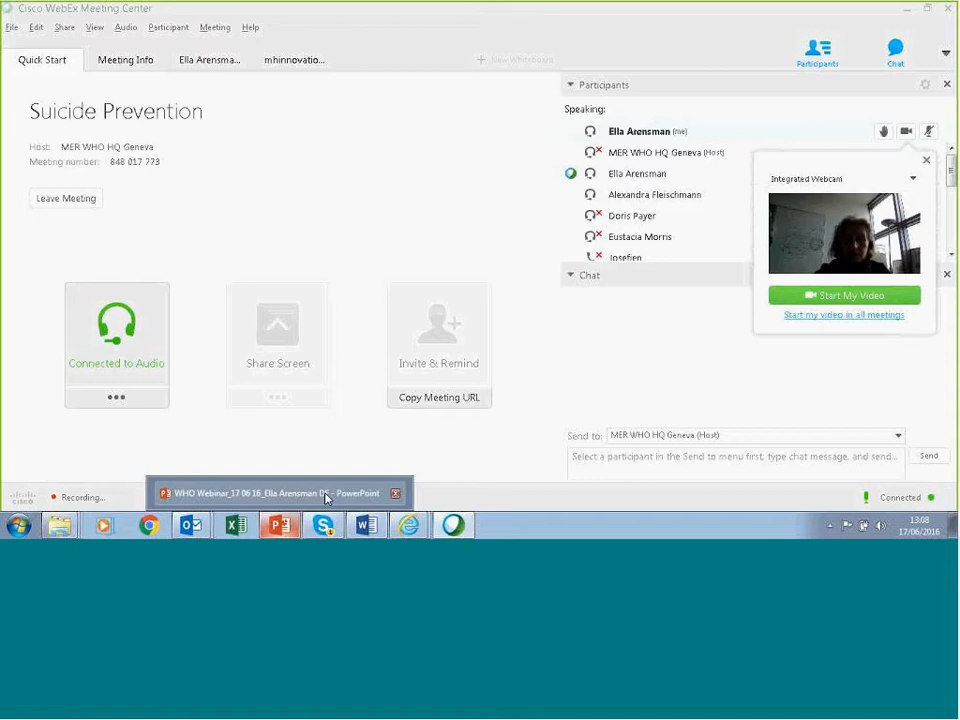 Cisco WebEx Meeting Center
File Edit Share View Audio Participant Meeting Help
Quick Start Meeting Info Ella Arensma... mhinnovatio... + New Whiteboard Participants Chat
Suicide Prevention
Host: MER WHO HQ Geneva
Meeting number: 848 017 773
Leave Meeting
Connected to Audio
Share Screen
Invite & Remind
Copy Meeting URL
Participants
Speaking:
Ella Arensman (me)
MER WHO HQ Geneva (Host)
Ella Arensman
Alexandra Fleischmann
Doris Payer
Eustacia Morris
Josefien
Integrated Webcam
Start My Video
Start my video in all meetings
Chat
Send to: MER WHO HQ Geneva (Host)
Select a participant in the Send to menu first, type chat message, and send... Send
cisco Recording... Connected
WHO Webinar_17 06 16_Ella Arensman - PowerPoint
13:08
17/06/2016